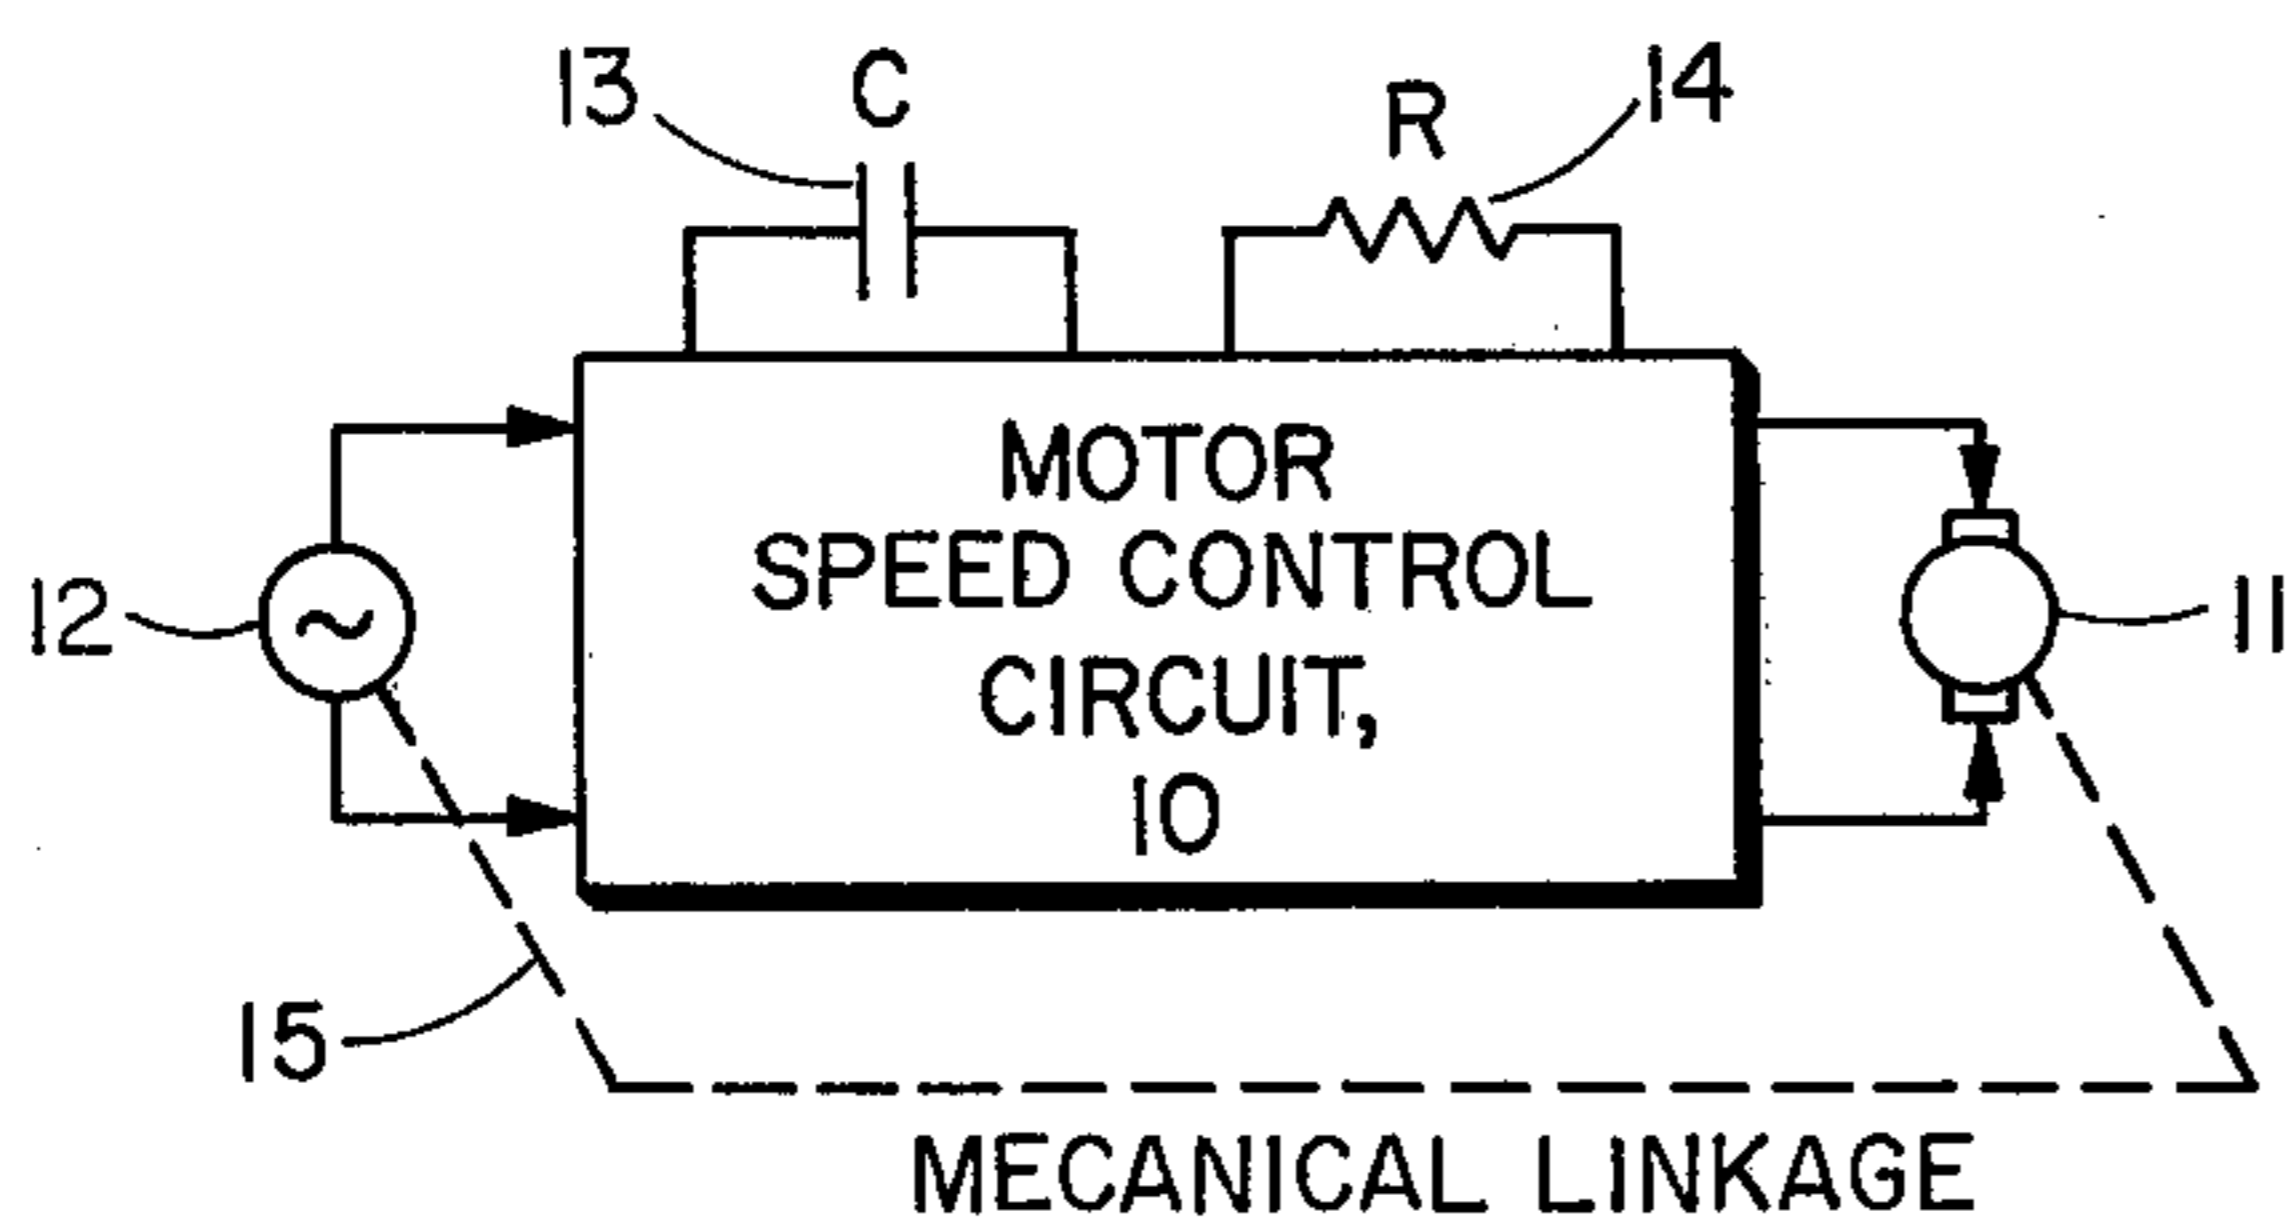 13
C
R
14
MOTOR
SPEED CONTROL
CIRCUIT,
10
12
11
15
MECANICAL LINKAGE